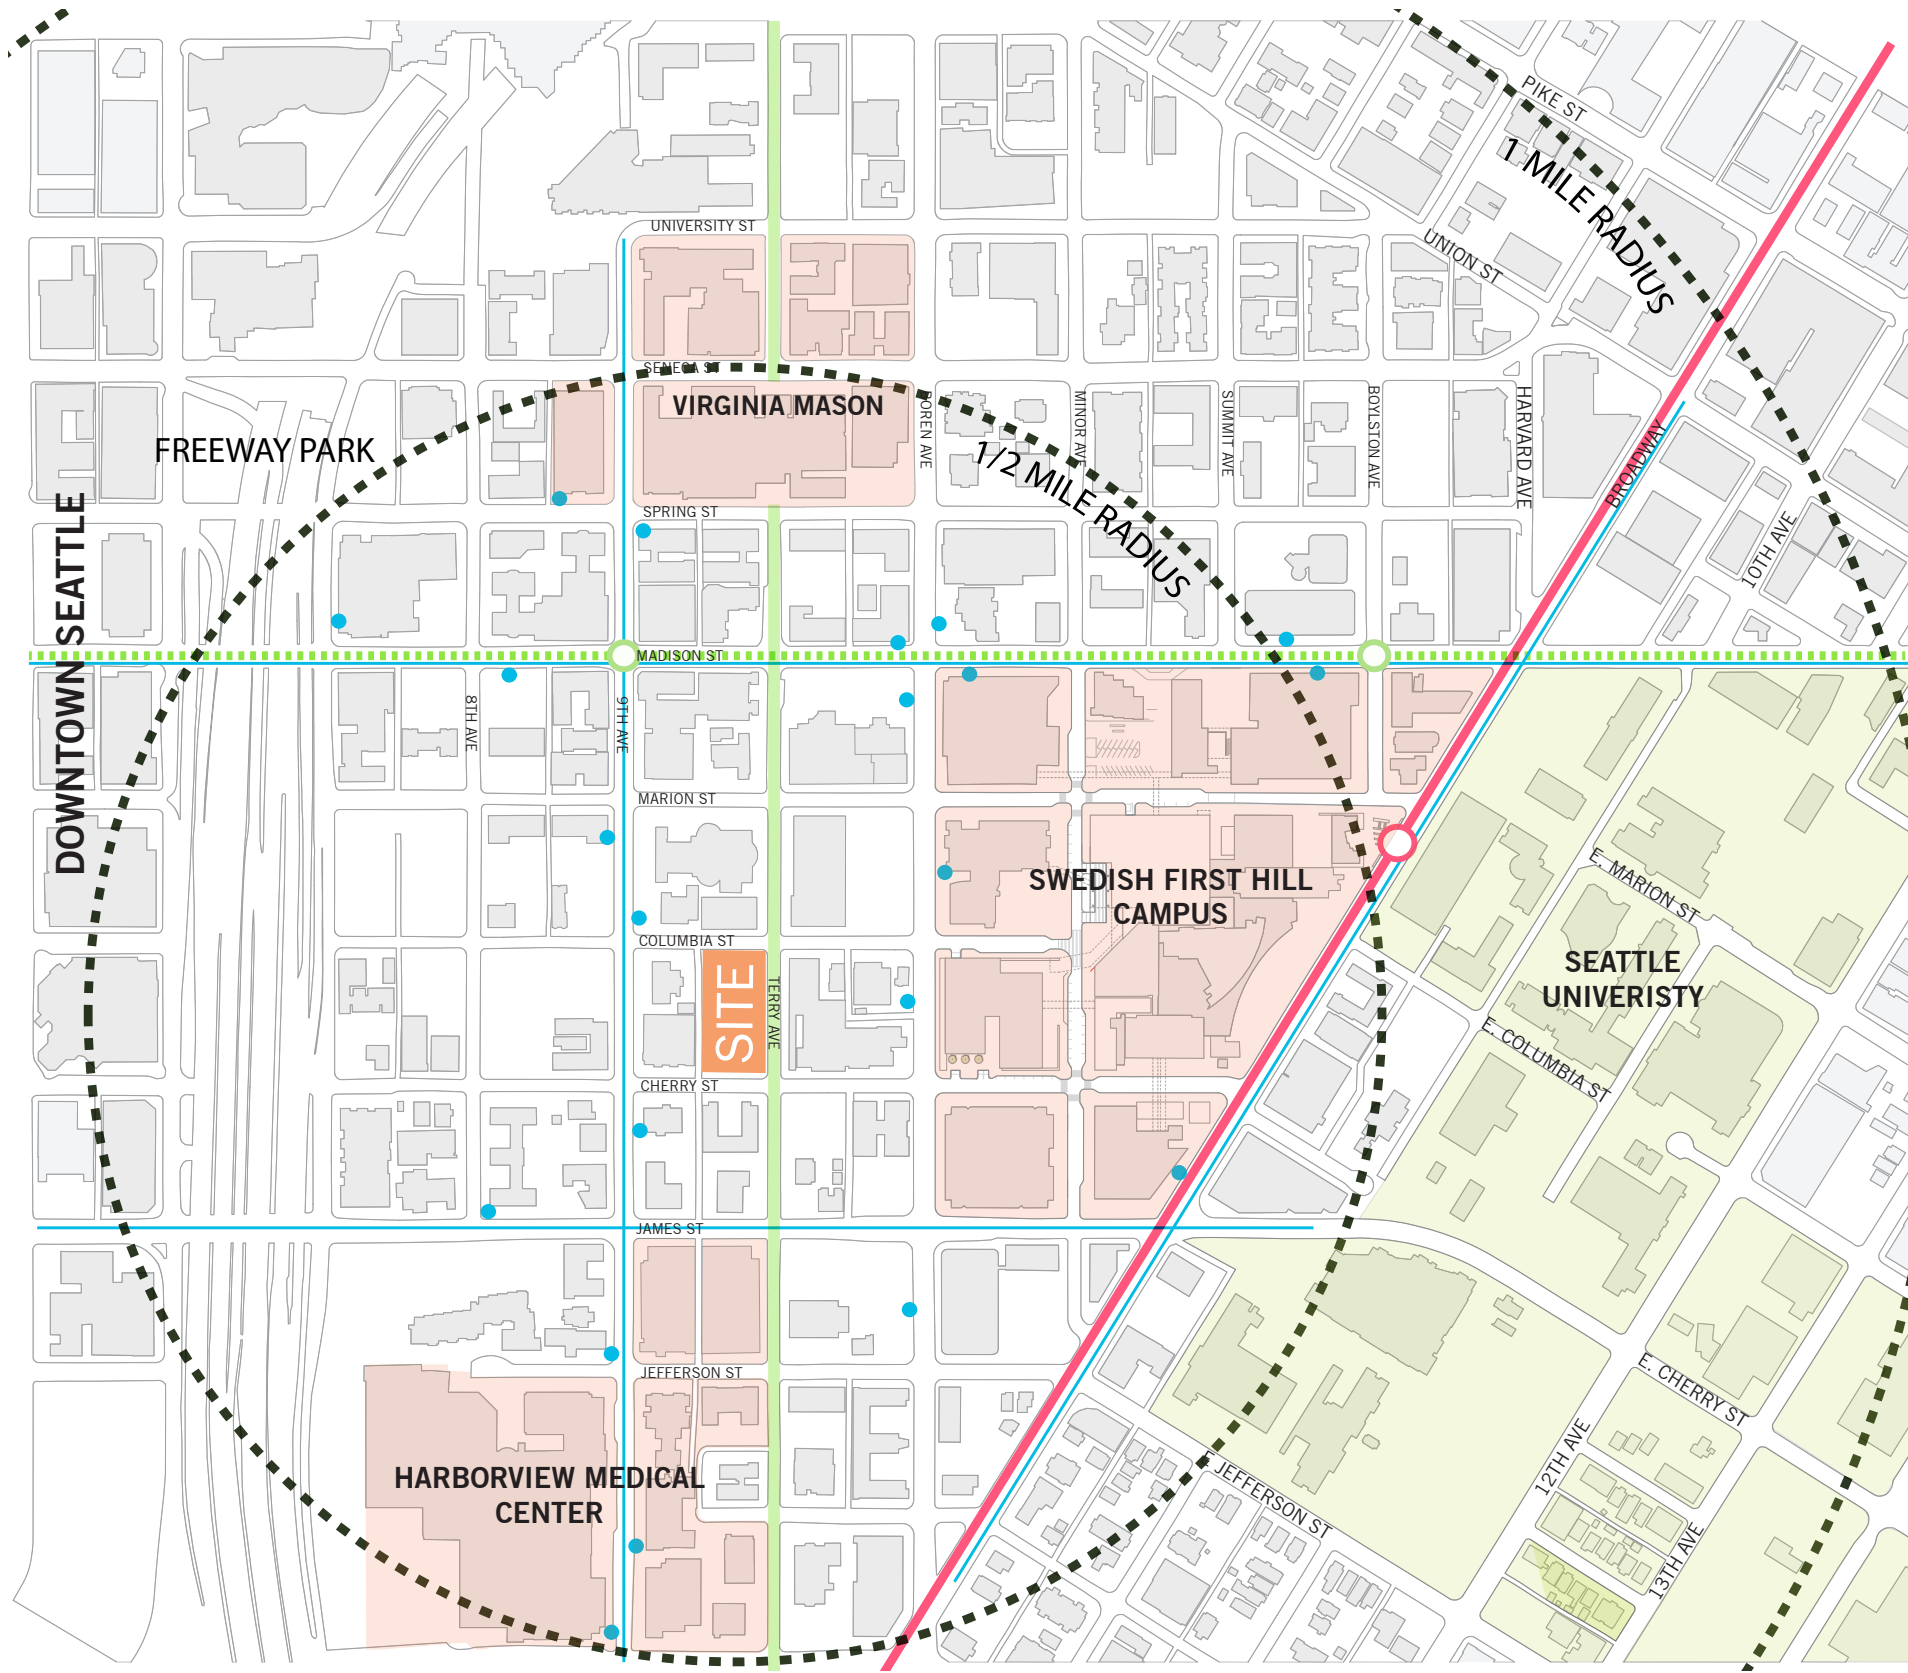 PIKE ST
1 MILE RADIUS
UNIVERSITY ST
UNION ST
SENECA ST
VIRGINIA MASON
FREEWAY PARK
BOREN AVE
MINOR AVE
SUMMIT AVE
BOYLSTON AVE
HARVARD AVE
BROADWAY
1/2 MILE RADIUS
SPRING ST
10TH AVE
DOWNTOWN SEATTLE
MADISON ST
8TH AVE
9TH AVE
MARION ST
SWEDISH FIRST HILL
CAMPUS
E. MARION ST
COLUMBIA ST
SITE
TERRY AVE
SEATTLE
UNIVERISTY
E. COLUMBIA ST
CHERRY ST
JAMES ST
JEFFERSON ST
E. CHERRY ST
HARBORVIEW MEDICAL
CENTER
E JEFFERSON ST
12TH AVE
13TH AVE